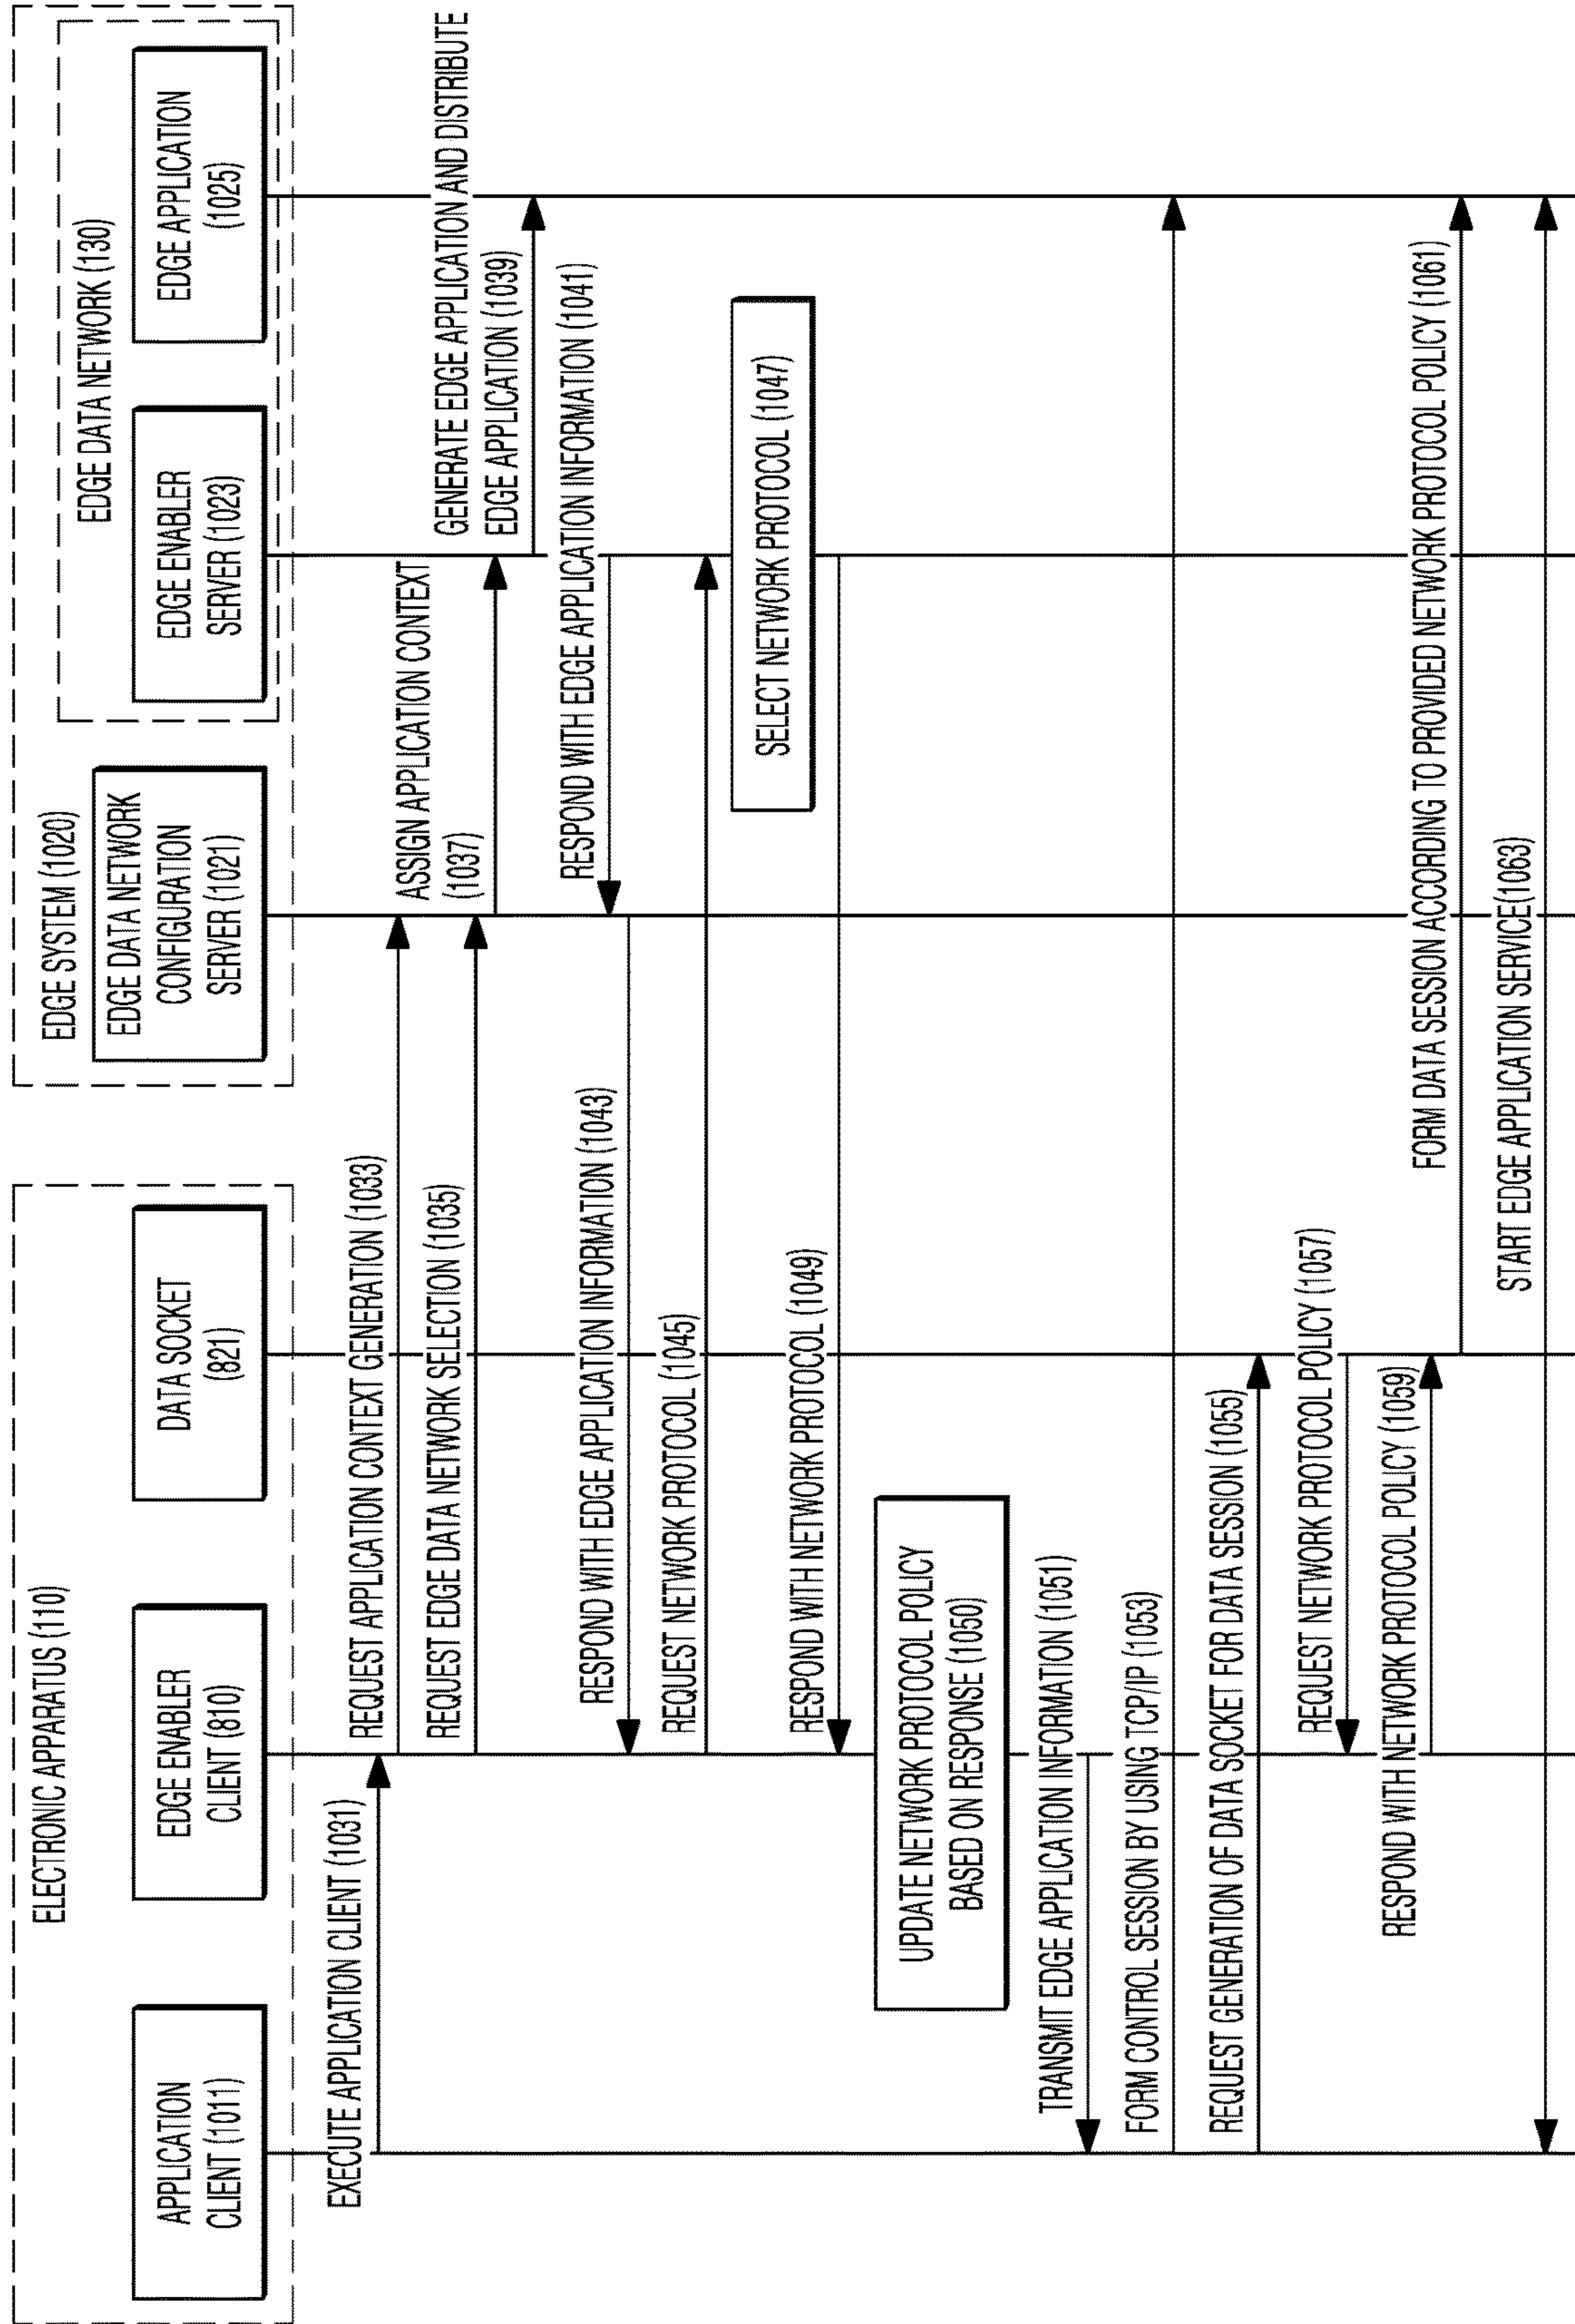 ELECTRONIC APPARATUS (110)
APPLICATION
CLIENT (1011)
EDGE ENABLER
CLIENT (810)
DATA SOCKET
(821)
EDGE SYSTEM (1020)
EDGE DATA NETWORK
CONFIGURATION
SERVER (1021)
EDGE DATA NETWORK (130)
EDGE ENABLER
SERVER (1023)
EDGE APPLICATION
(1025)
EXECUTE APPLICATION CLIENT (1031)
REQUEST APPLICATION CONTEXT GENERATION (1033)
REQUEST EDGE DATA NETWORK SELECTION (1035)
ASSIGN APPLICATION CONTEXT
(1037)
GENERATE EDGE APPLICATION AND DISTRIBUTE
EDGE APPLICATION (1039)
RESPOND WITH EDGE APPLICATION INFORMATION (1041)
RESPOND WITH EDGE APPLICATION INFORMATION (1043)
REQUEST NETWORK PROTOCOL (1045)
SELECT NETWORK PROTOCOL (1047)
RESPOND WITH NETWORK PROTOCOL (1049)
UPDATE NETWORK PROTOCOL POLICY
BASED ON RESPONSE (1050)
TRANSMIT EDGE APPLICATION INFORMATION (1051)
FORM CONTROL SESSION BY USING TCP/IP (1053)
REQUEST GENERATION OF DATA SOCKET FOR DATA SESSION (1055)
REQUEST NETWORK PROTOCOL POLICY (1057)
RESPOND WITH NETWORK PROTOCOL POLICY (1059)
FORM DATA SESSION ACCORDING TO PROVIDED NETWORK PROTOCOL POLICY (1061)
START EDGE APPLICATION SERVICE(1063)